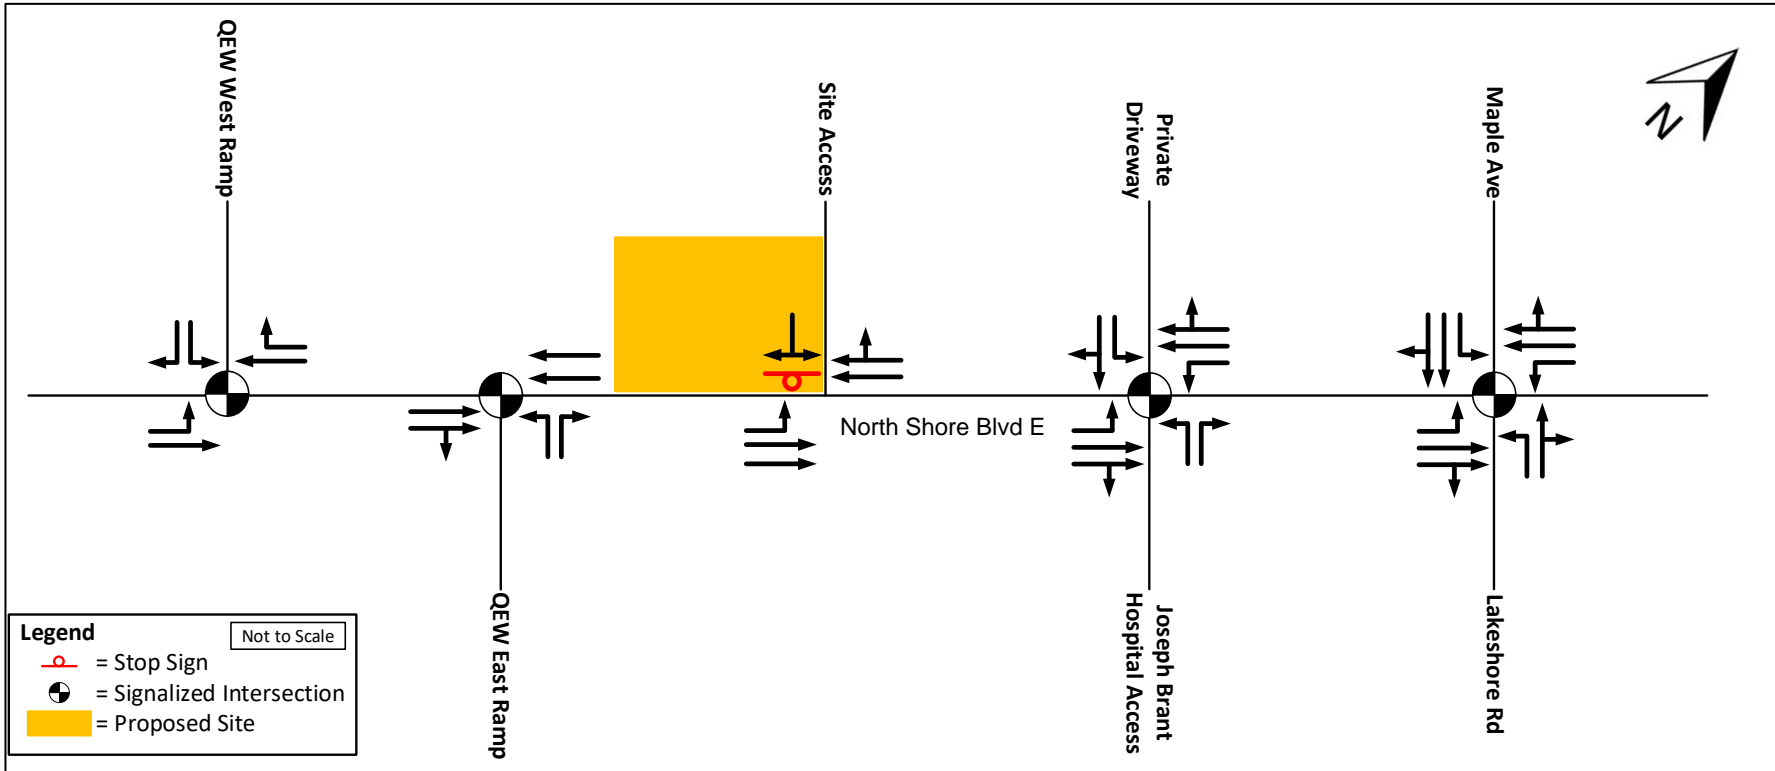 QEW West Ramp
Site Access
Private
Driveway
Maple Ave
N
North Shore Blvd E
QEW East Ramp
Joseph Brant
Hospital Access
Lakeshore Rd
Legend
Not to Scale
= Stop Sign
= Signalized Intersection
= Proposed Site